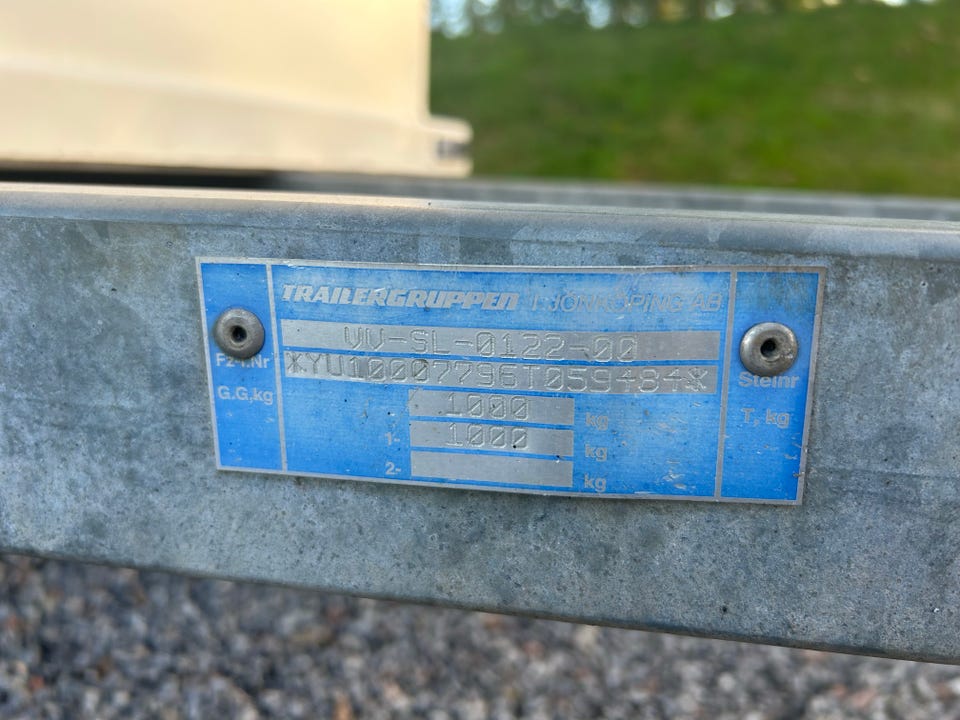 TRAILERGRUPPEN I JÖNKÖPING AB
VV-SL-0122-00
*YU10007796T059484*
Fz-I.Nr
Steinr
G.G,kg
1000
kg
T, kg
1-
1000
kg
2-
kg